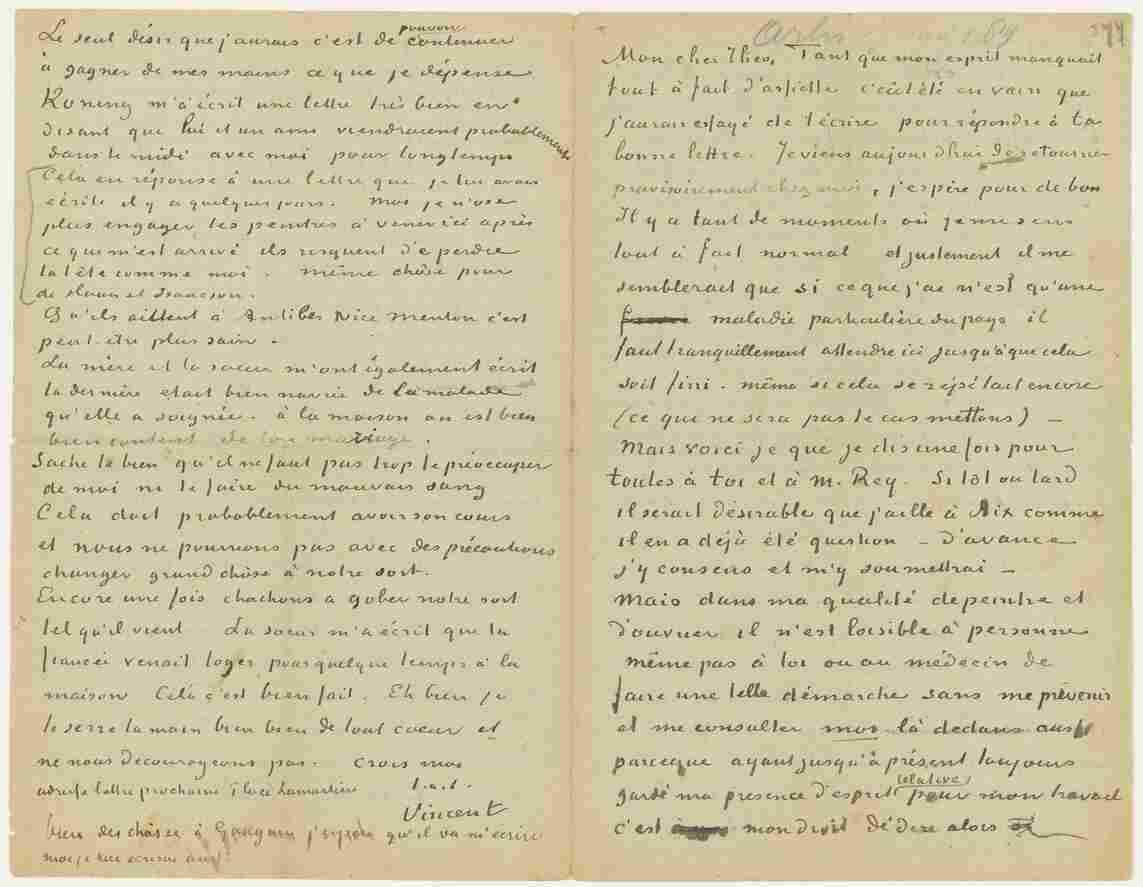 Le seul désir que j'aurais c'est de pouvoir continuer
à gagner de mes mains ce que je dépense
Koning m'a écrit une lettre très bien en
disant que lui et un ami viendraient probablement
dans le midi avec moi pour longtemps
Cela en réponse à une lettre que je lui avais
écrite il y a quelques jours. Moi je n'ose
plus engager les peintres à venir ici après
ce qui m'est arrivé ils risquent de perdre
la tête comme moi. Même chôse pour
de Haan et Isaacson.
Qu'ils aillent à Antibes Nice Menton c'est
peut-être plus sain.
La mère et la soeur m'ont également écrit
la dernière etait bien navrée de la malade
qu'elle a soignée. à la maison on est bien
bien content de ton mariage.
Sache le bien qu'il ne faut pas trop te préoccuper
de moi ni te faire du mauvais sang
Cela doit probablement avoir son cours
et nous ne pourrions pas avec des précautions
changer grand chôse à notre sort.
Encore une fois chachons à gober notre sort
tel qu'il vient La soeur m'a écrit que ta
fiancée venait loger pour quelque temps à la
maison Cela c'est bien fait. Eh bien je
te serre la main bien bien de tout coeur et
ne nous décourageons pas. Crois moi
adresse lettre prochaine Place Lamartine t.à.t.
Vincent
bien des chôses à Gauguin j'espère qu'il va m'écrire
moi je lui écrirai aussi
Arles 89
Mon cher Theo, Tant que mon esprit manquait
tout à fait d'assiette c'eût été en vain que
j'aurais essayé de t'écrire pour répondre à ta
bonne lettre. Je viens aujourd'hui de retourner
provisoirement chez moi, j'espère pour de bon
Il y a tant de moments où je me sens
tout à fait normal et justement il me
semblerait que si ce que j'ai n'est qu'une
maladie particulière du pays il
faut tranquillement attendre ici jusqu'à que cela
soit fini. même si cela se répétait encore
(ce qui ne sera pas le cas mettons) –
Mais voici je que je dis une fois pour
toutes à toi et à M. Rey. Si tôt ou tard
il serait désirable que j'aille à Aix comme
il en a déjà été question – D'avance
j'y consens et m'y soumettrai –
Mais dans ma qualité de peintre et
d'ouvrier il n'est loisible à personne
même pas à toi ou au médecin de
faire une telle démarche sans me prévenir
et me consulter moi là dedans aussi
parceque ayant jusqu'à présent toujours
gardé ma presence d'esprit relative pour mon travail
c'est mon droit de dire alors